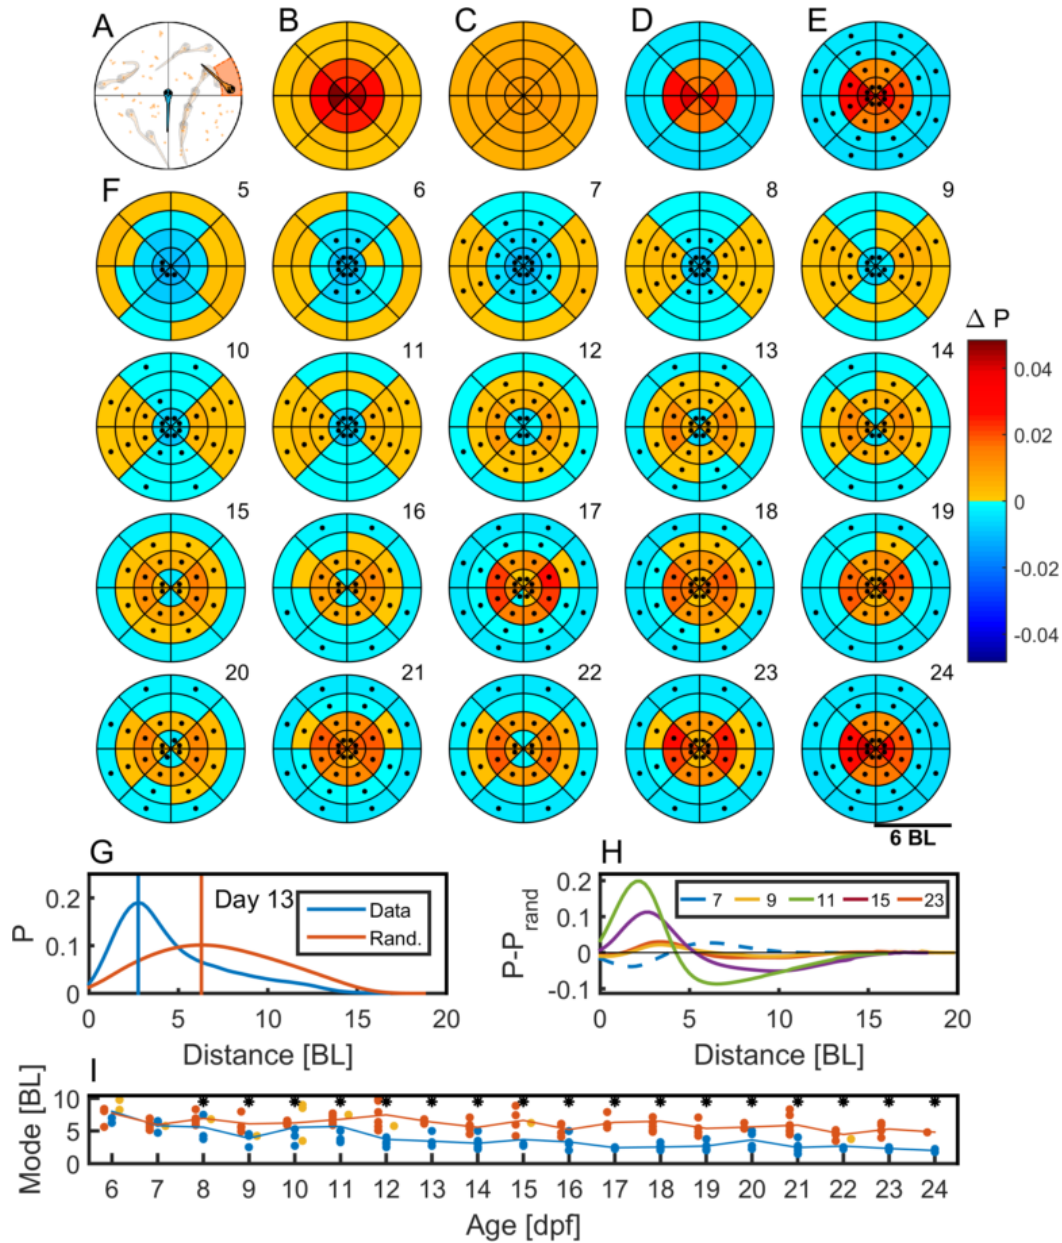 A B C D E
F 5 6 7 8 9
Δ P
10 11 12 13 14
0.04
0.02
0
-0.02
-0.04
15 16 17 18 19
20 21 22 23 24
6 BL
G
Day 13
Data
Rand.
P
0.2
0.1
0
0 5 10 15 20
Distance [BL]
H
7 9 11 15 23
P-Prand
0.2
0.1
0
-0.1
0 5 10 15 20
Distance [BL]
I
Mode [BL]
10
5
0
6 7 8 9 10 11 12 13 14 15 16 17 18 19 20 21 22 23 24
Age [dpf]